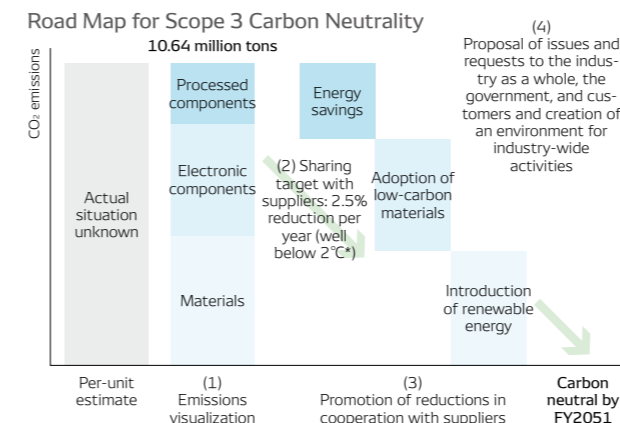 Road Map for Scope 3 Carbon Neutrality
10.64 million tons
CO₂ emissions
Actual
situation
unknown
Processed
components
Electronic
components
Materials
Energy
savings
(2) Sharing
target with
suppliers: 2.5%
reduction per
year (well
below 2℃*)
Adoption of
low-carbon
materials
Introduction
of renewable
energy
(4)
Proposal of issues and
requests to the indus-
try as a whole, the
government, and cus-
tomers and creation of
an environment for
industry-wide
activities
Per-unit
estimate
(1)
Emissions
visualization
(3)
Promotion of reductions in
cooperation with suppliers
Carbon
neutral by
FY2051